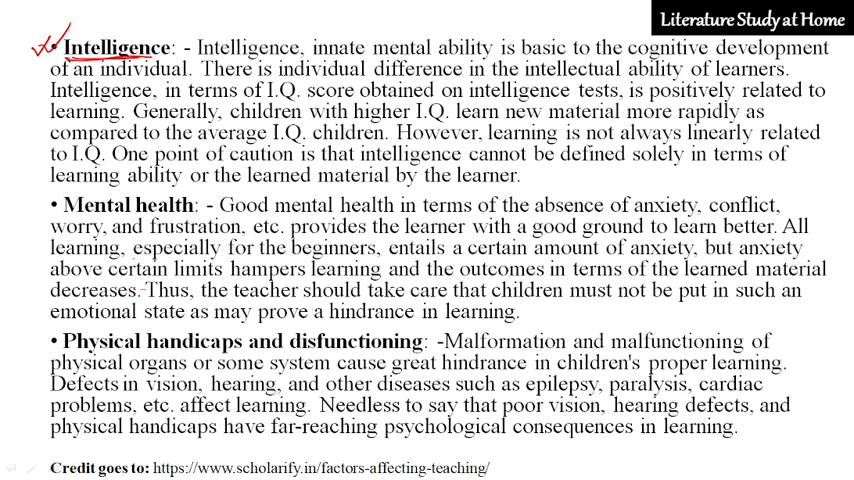 Literature Study at Home
• Intelligence: - Intelligence, innate mental ability is basic to the cognitive development
of an individual. There is individual difference in the intellectual ability of learners.
Intelligence, in terms of I.Q. score obtained on intelligence tests, is positively related to
learning. Generally, children with higher I.Q. learn new material more rapidly as
compared to the average I.Q. children. However, learning is not always linearly related
to I.Q. One point of caution is that intelligence cannot be defined solely in terms of
learning ability or the learned material by the learner.
• Mental health: - Good mental health in terms of the absence of anxiety, conflict,
worry, and frustration, etc. provides the learner with a good ground to learn better. All
learning, especially for the beginners, entails a certain amount of anxiety, but anxiety
above certain limits hampers learning and the outcomes in terms of the learned material
decreases. Thus, the teacher should take care that children must not be put in such an
emotional state as may prove a hindrance in learning.
• Physical handicaps and disfunctioning: -Malformation and malfunctioning of
physical organs or some system cause great hindrance in children's proper learning.
Defects in vision, hearing, and other diseases such as epilepsy, paralysis, cardiac
problems, etc. affect learning. Needless to say that poor vision, hearing defects, and
physical handicaps have far-reaching psychological consequences in learning.
Credit goes to: https://www.scholarify.in/factors-affecting-teaching/